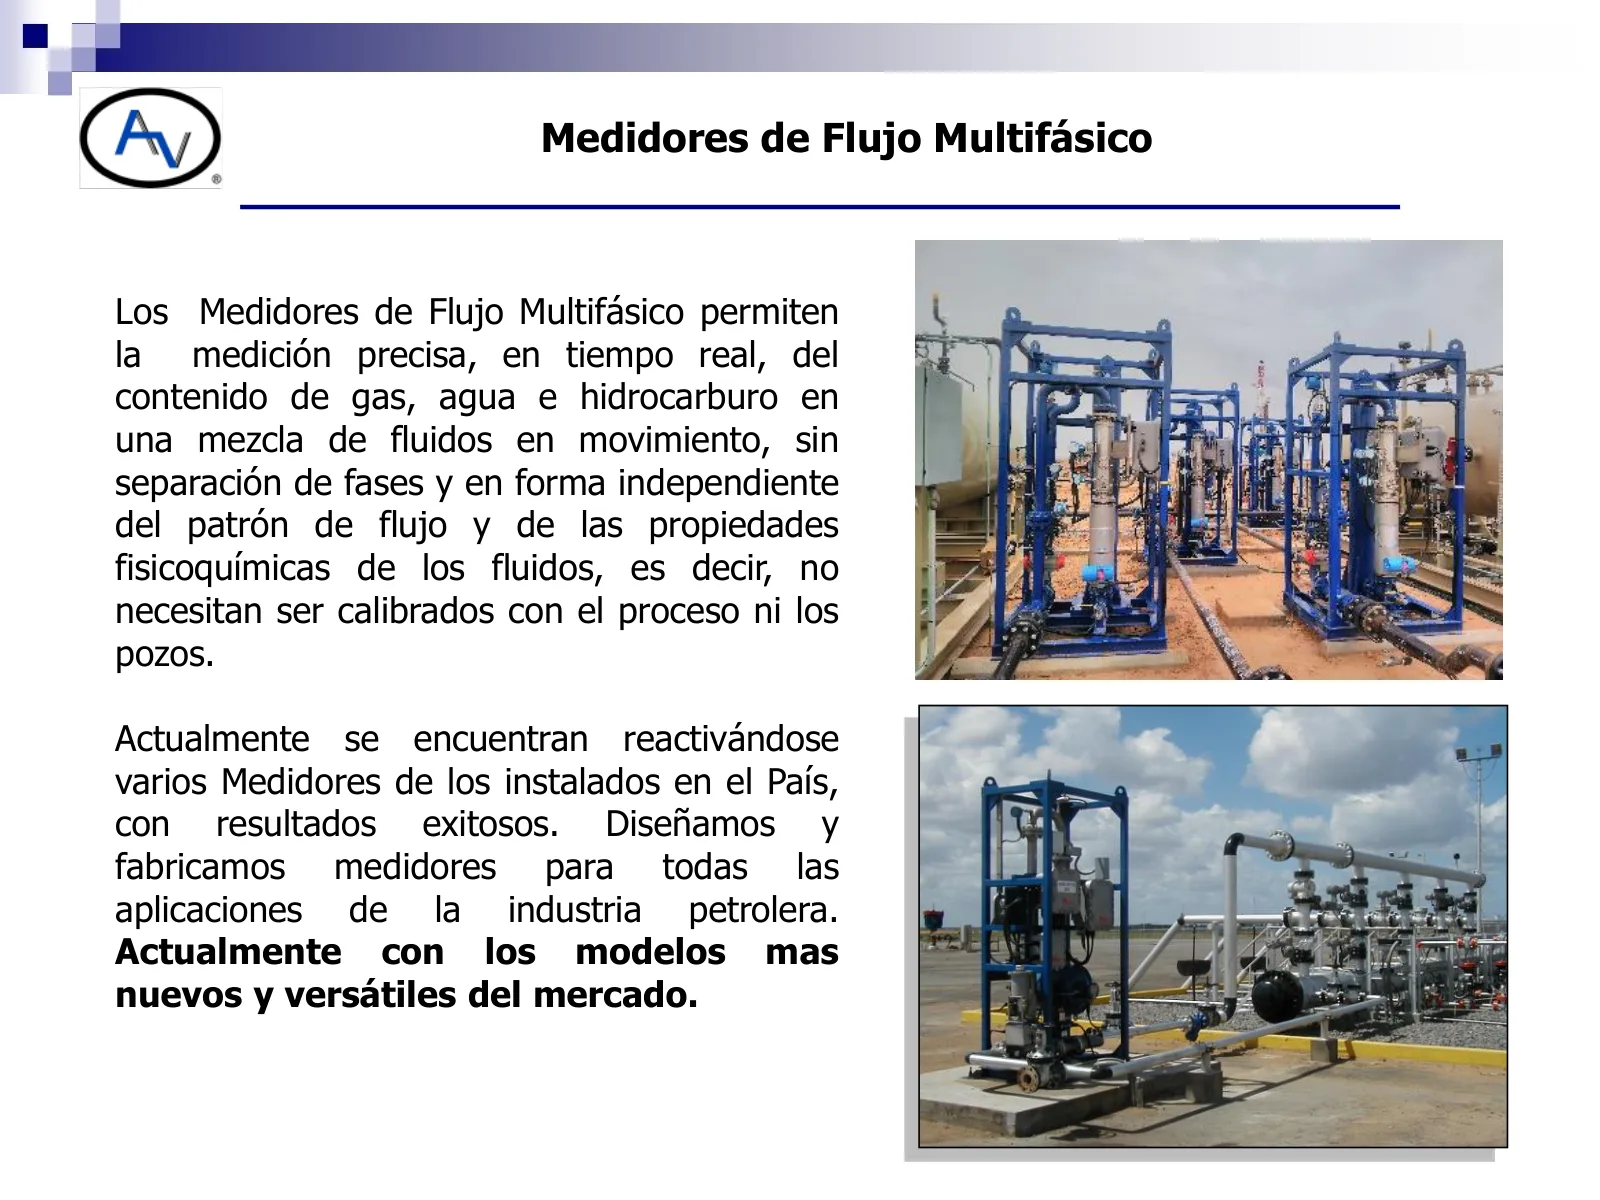 AV
®
Medidores de Flujo Multifásico
Los Medidores de Flujo Multifásico permiten
la medición precisa, en tiempo real, del
contenido de gas, agua e hidrocarburo en
una mezcla de fluidos en movimiento, sin
separación de fases y en forma independiente
del patrón de flujo y de las propiedades
fisicoquímicas de los fluidos, es decir, no
necesitan ser calibrados con el proceso ni los
pozos.
Actualmente se encuentran reactivándose
varios Medidores de los instalados en el País,
con resultados exitosos. Diseñamos y
fabricamos medidores para todas las
aplicaciones de la industria petrolera.
Actualmente con los modelos mas
nuevos y versátiles del mercado.